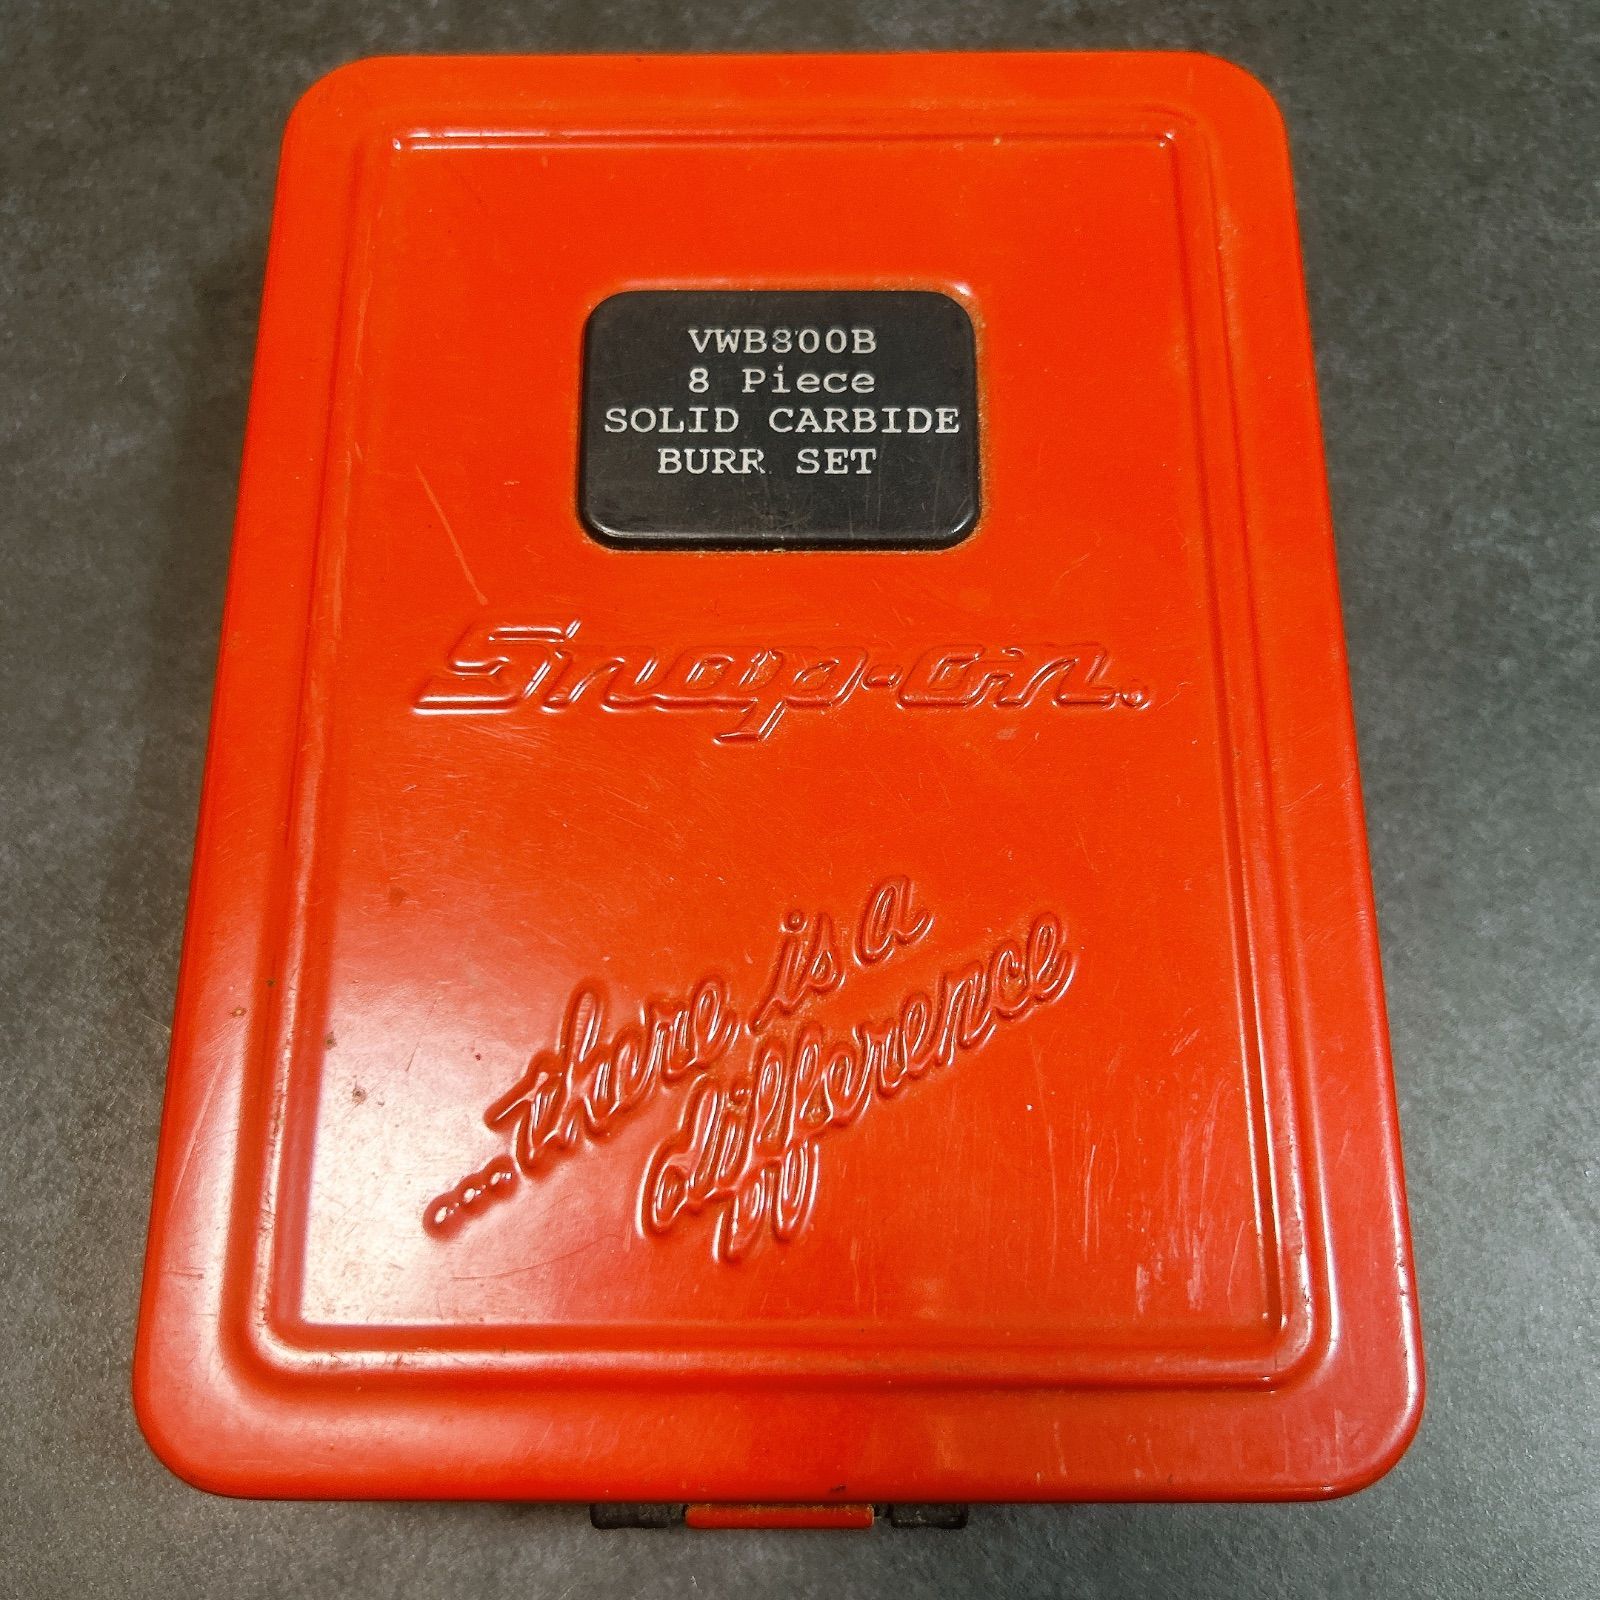 VWB800B
8 Piece
SOLID CARBIDE
BURR SET
Snap-on.
...there is a
difference